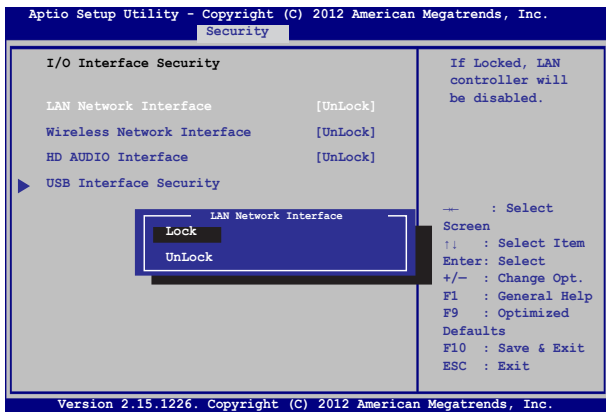 Aptio Setup Utility - Copyright (C) 2012 American Megatrends, Inc.
Security
I/O Interface Security
LAN Network Interface [UnLock]
Wireless Network Interface [UnLock]
HD AUDIO Interface [UnLock]
USB Interface Security
If Locked, LAN
controller will
be disabled.
LAN Network Interface
Lock
UnLock
→← : Select
Screen
↑↓ : Select Item
Enter: Select
+/— : Change Opt.
F1 : General Help
F9 : Optimized
Defaults
F10 : Save & Exit
ESC : Exit
Version 2.15.1226. Copyright (C) 2012 American Megatrends, Inc.